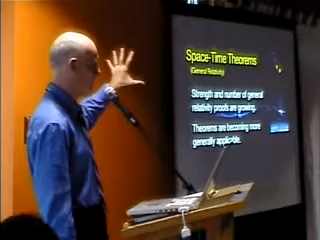 Space-Time Theorems
(General Relativity)
Strength and number of general
relativity proofs are growing.
Theorems are becoming more
generally applicable.